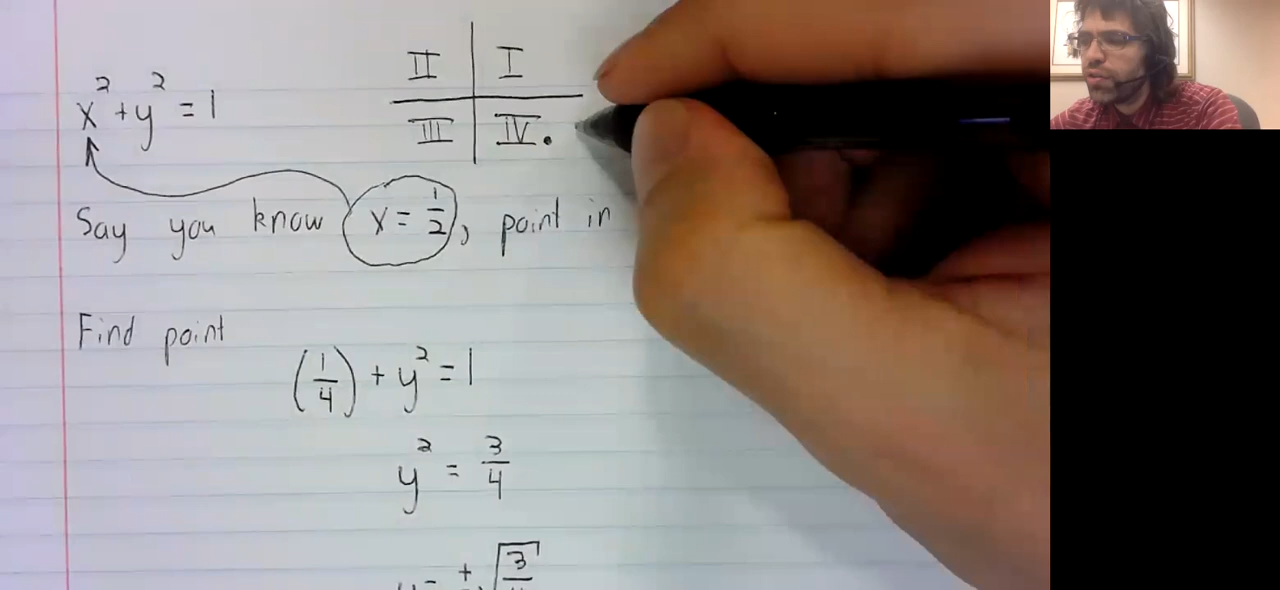 x² + y² = 1
II I
III IV.
Say you know x = 1/2, point in
Find point
(1/4) + y² = 1
y² = 3/4
y = ±√3